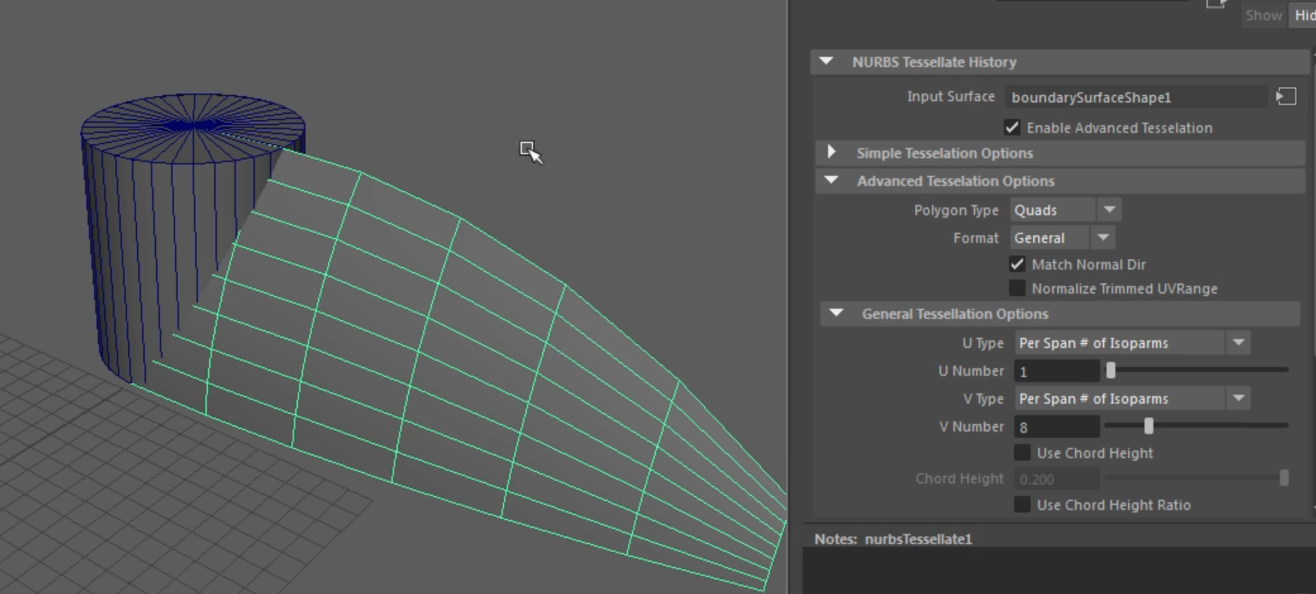 Show Hid
NURBS Tessellate History
Input Surface boundarySurfaceShape1
Enable Advanced Tesselation
Simple Tesselation Options
Advanced Tesselation Options
Polygon Type Quads
Format General
Match Normal Dir
Normalize Trimmed UVRange
General Tessellation Options
U Type Per Span # of Isoparms
U Number 1
V Type Per Span # of Isoparms
V Number 8
Use Chord Height
Chord Height 0.200
Use Chord Height Ratio
Notes: nurbsTessellate1